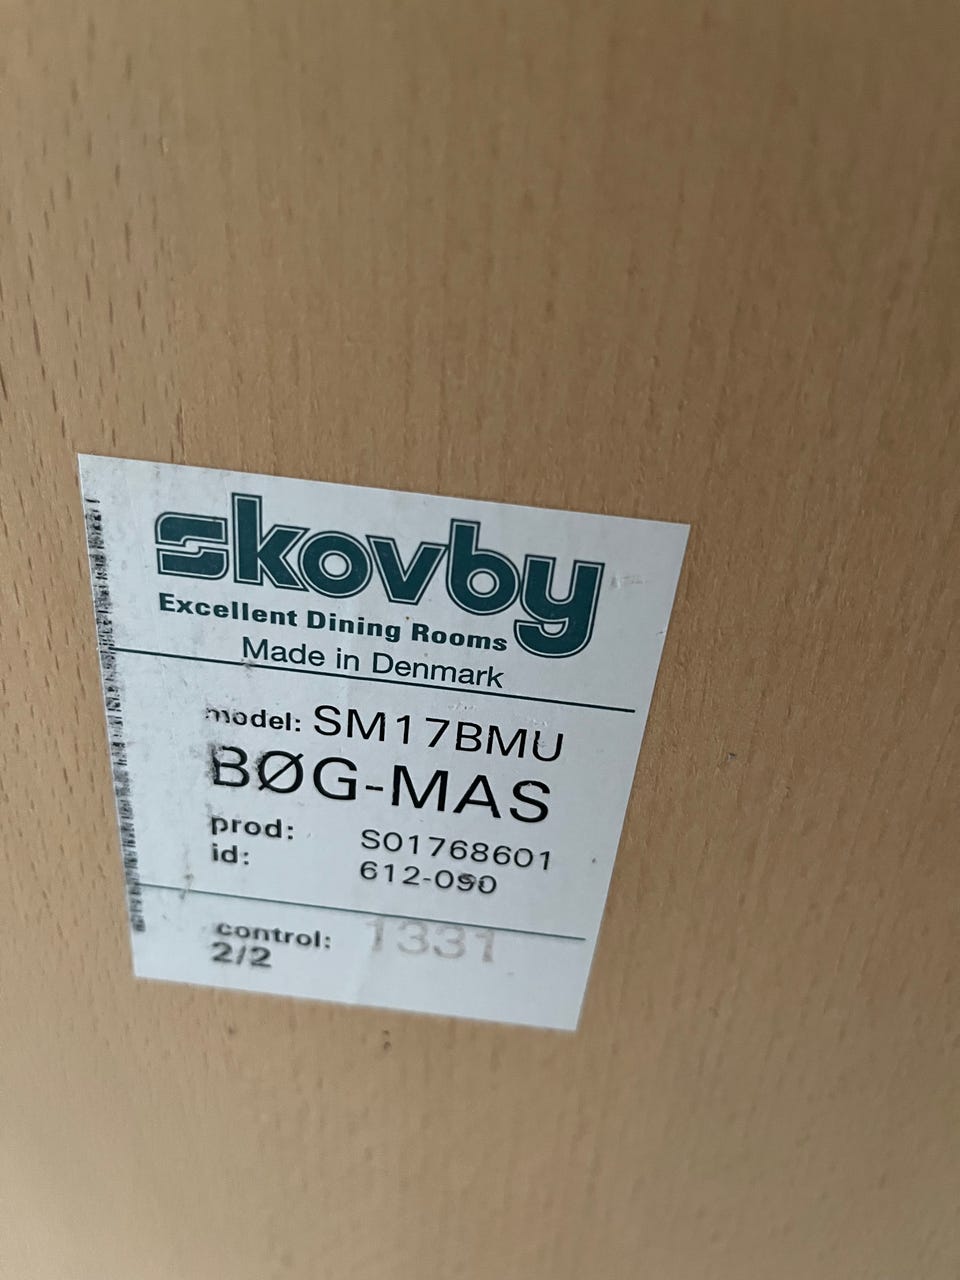 skovby
Excellent Dining Rooms
Made in Denmark
model: SM17BMU
BØG-MAS
prod: S01768601
id: 612-090
control: 1331
2/2